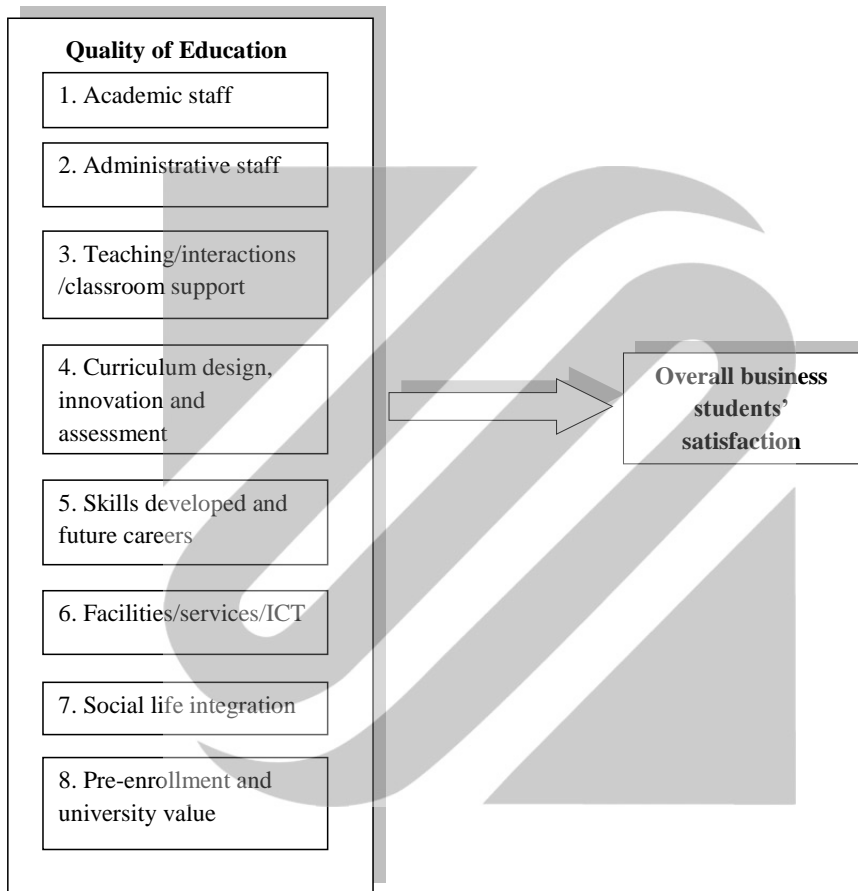 Quality of Education
1. Academic staff
2. Administrative staff
3. Teaching/interactions
/classroom support
4. Curriculum design,
innovation and
assessment
5. Skills developed and
future careers
6. Facilities/services/ICT
7. Social life integration
8. Pre-enrollment and
university value
Overall business
students’
satisfaction